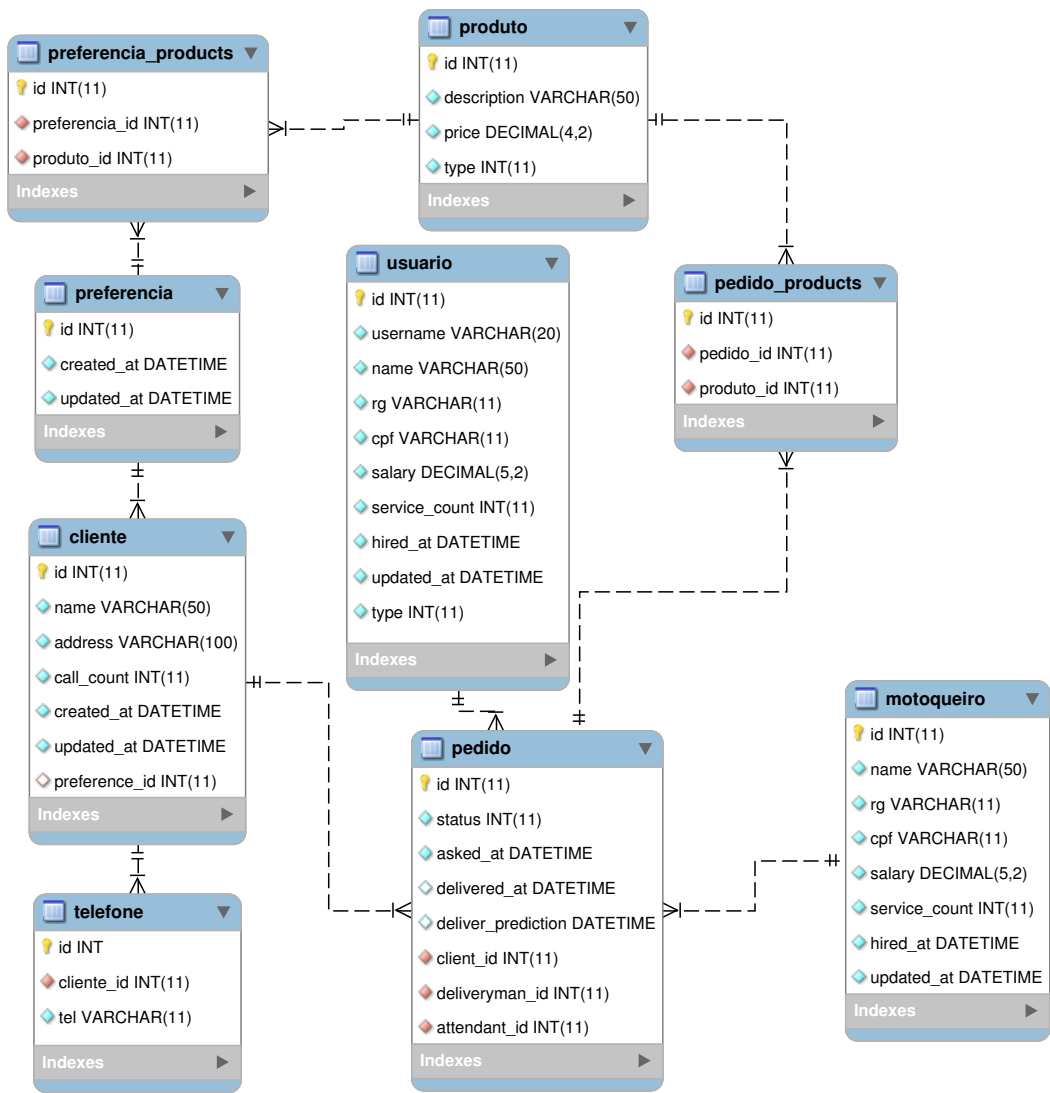 preferencia_products
id INT(11)
preferencia_id INT(11)
produto_id INT(11)
Indexes
produto
id INT(11)
description VARCHAR(50)
price DECIMAL(4,2)
type INT(11)
Indexes
preferencia
id INT(11)
created_at DATETIME
updated_at DATETIME
Indexes
usuario
id INT(11)
username VARCHAR(20)
name VARCHAR(50)
rg VARCHAR(11)
cpf VARCHAR(11)
salary DECIMAL(5,2)
service_count INT(11)
hired_at DATETIME
updated_at DATETIME
type INT(11)
Indexes
pedido_products
id INT(11)
pedido_id INT(11)
produto_id INT(11)
Indexes
cliente
id INT(11)
name VARCHAR(50)
address VARCHAR(100)
call_count INT(11)
created_at DATETIME
updated_at DATETIME
preference_id INT(11)
Indexes
telefone
id INT
cliente_id INT(11)
tel VARCHAR(11)
Indexes
pedido
id INT(11)
status INT(11)
asked_at DATETIME
delivered_at DATETIME
deliver_prediction DATETIME
client_id INT(11)
deliveryman_id INT(11)
attendant_id INT(11)
Indexes
motoqueiro
id INT(11)
name VARCHAR(50)
rg VARCHAR(11)
cpf VARCHAR(11)
salary DECIMAL(5,2)
service_count INT(11)
hired_at DATETIME
updated_at DATETIME
Indexes